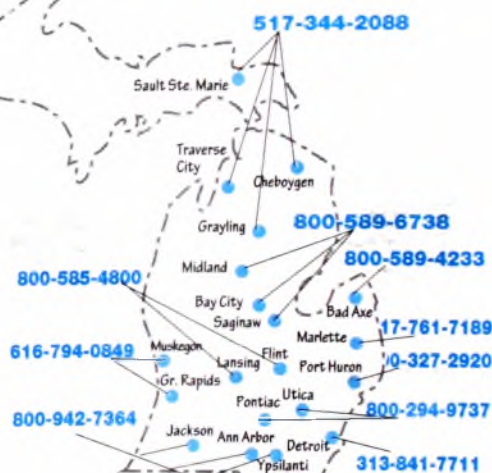 517-344-2088
Sault Ste. Marie
Traverse
City
Cheboygen
Grayling
800-589-6738
Midland
800-589-4233
800-585-4800
Bay City
Bad Axe
Saginaw
17-761-7189
Marlette
616-794-0849
Muskegon
Flint
Lansing
Port Huron
0-327-2920
Gr. Rapids
Utica
Pontiac
800-294-9737
800-942-7364
Jackson
Ann Arbor
Detroit
Ypsilanti
313-841-7711